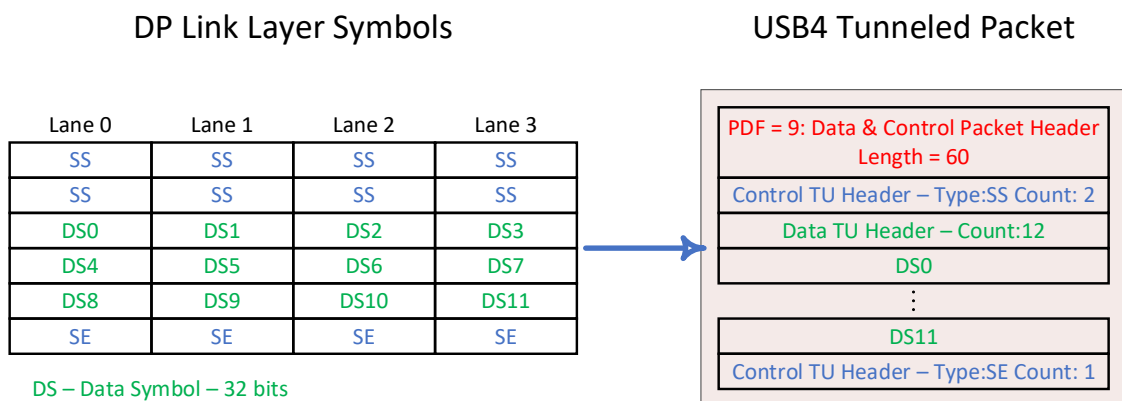 DP Link Layer Symbols
USB4 Tunneled Packet
Lane 0 Lane 1 Lane 2 Lane 3
SS SS SS SS
SS SS SS SS
DS0 DS1 DS2 DS3
DS4 DS5 DS6 DS7
DS8 DS9 DS10 DS11
SE SE SE SE
DS – Data Symbol – 32 bits
PDF = 9: Data & Control Packet Header
Length = 60
Control TU Header – Type:SS Count: 2
Data TU Header – Count:12
DS0
⋮
DS11
Control TU Header – Type:SE Count: 1